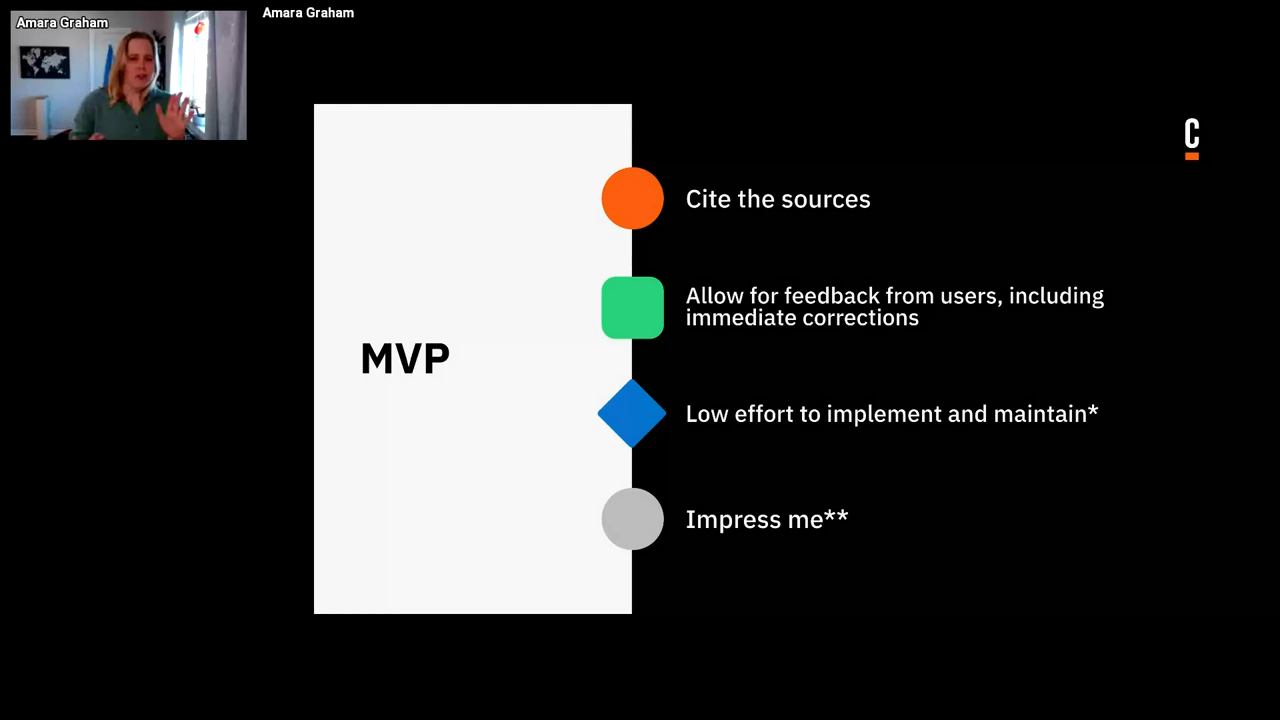 Amara Graham
Amara Graham
C
Cite the sources
Allow for feedback from users, including
immediate corrections
MVP
Low effort to implement and maintain*
Impress me**